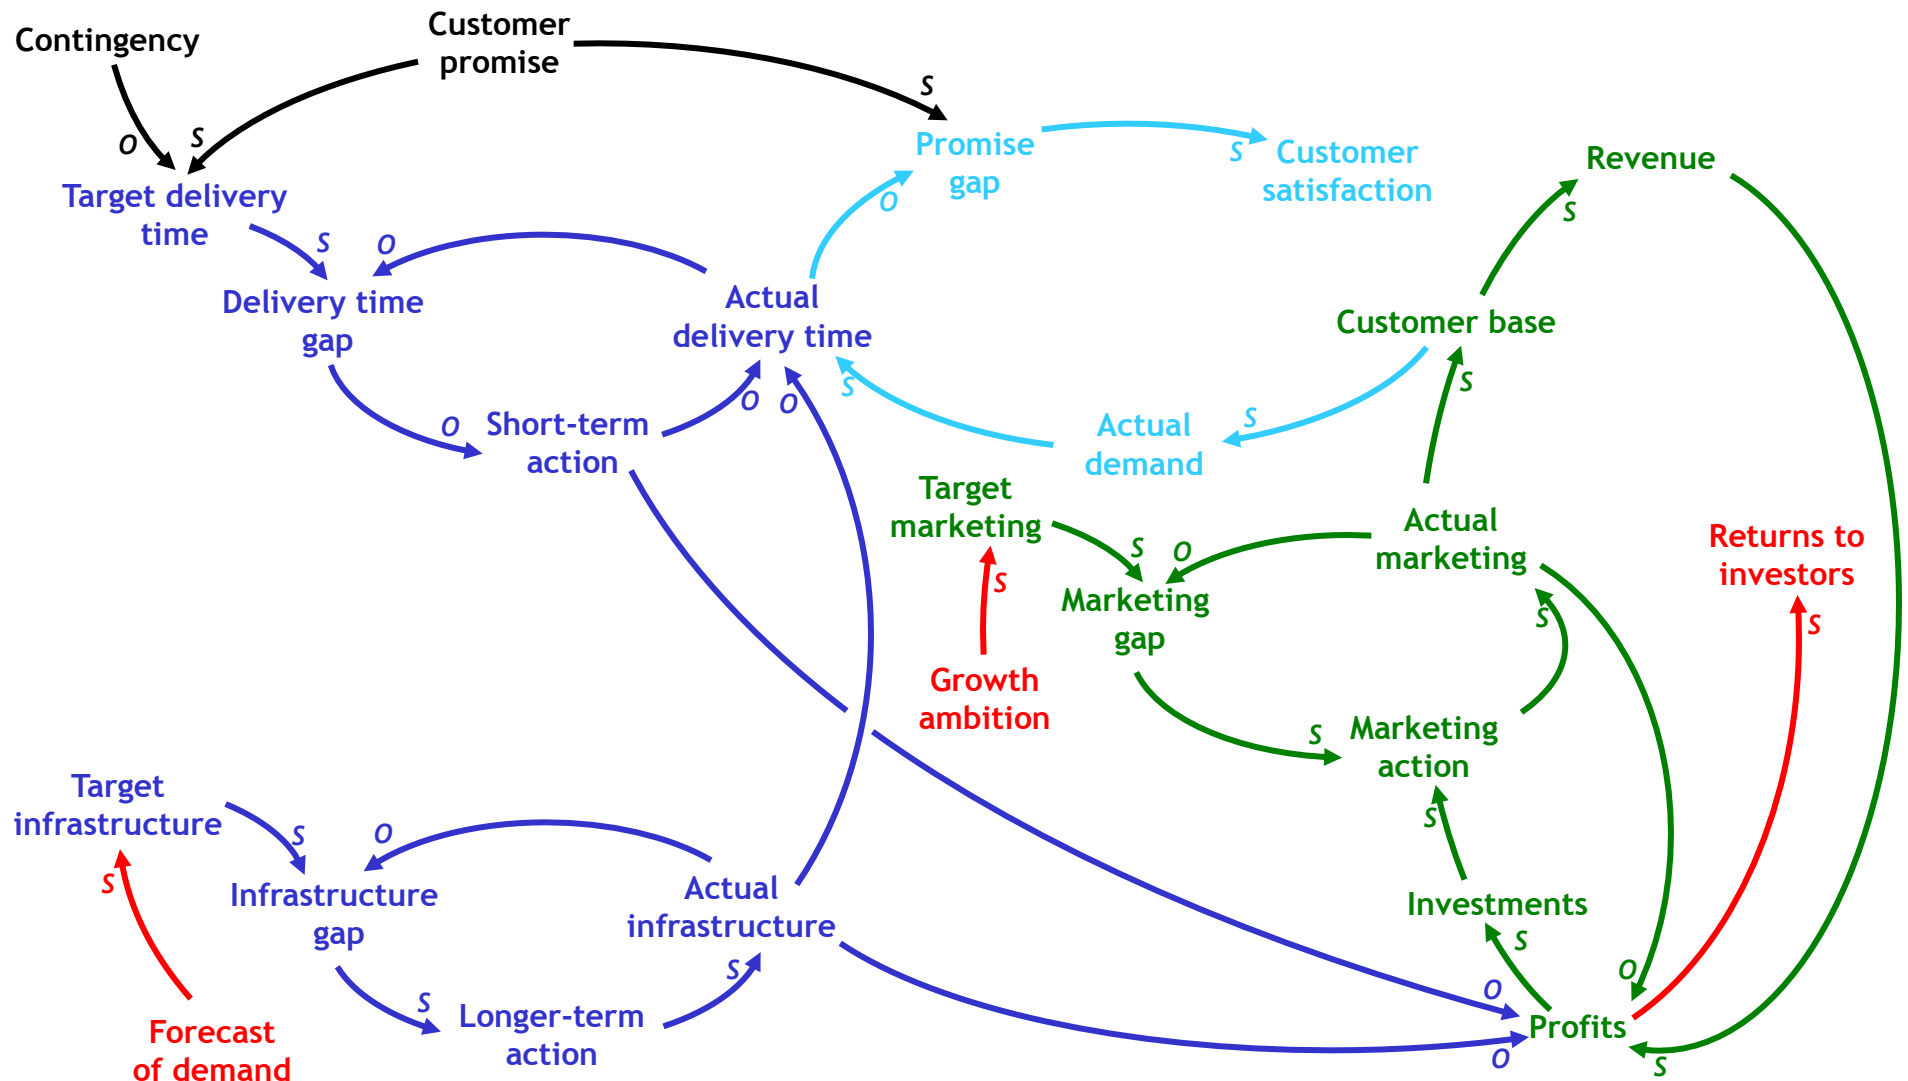 Contingency
Customer
promise
S
O
S
Promise
gap
S
Customer
satisfaction
Revenue
Target delivery
time
O
S
S
O
Delivery time
gap
Actual
delivery time
Customer base
O
O
O
S
S
S
Short-term
action
Actual
demand
Target
marketing
S
O
Actual
marketing
Returns to
investors
S
Marketing
gap
S
S
Growth
ambition
S
Marketing
action
Target
infrastructure
S
S
O
S
Infrastructure
gap
Actual
infrastructure
Investments
S
S
O
O
S
Longer-term
action
Profits
O
S
Forecast
of demand